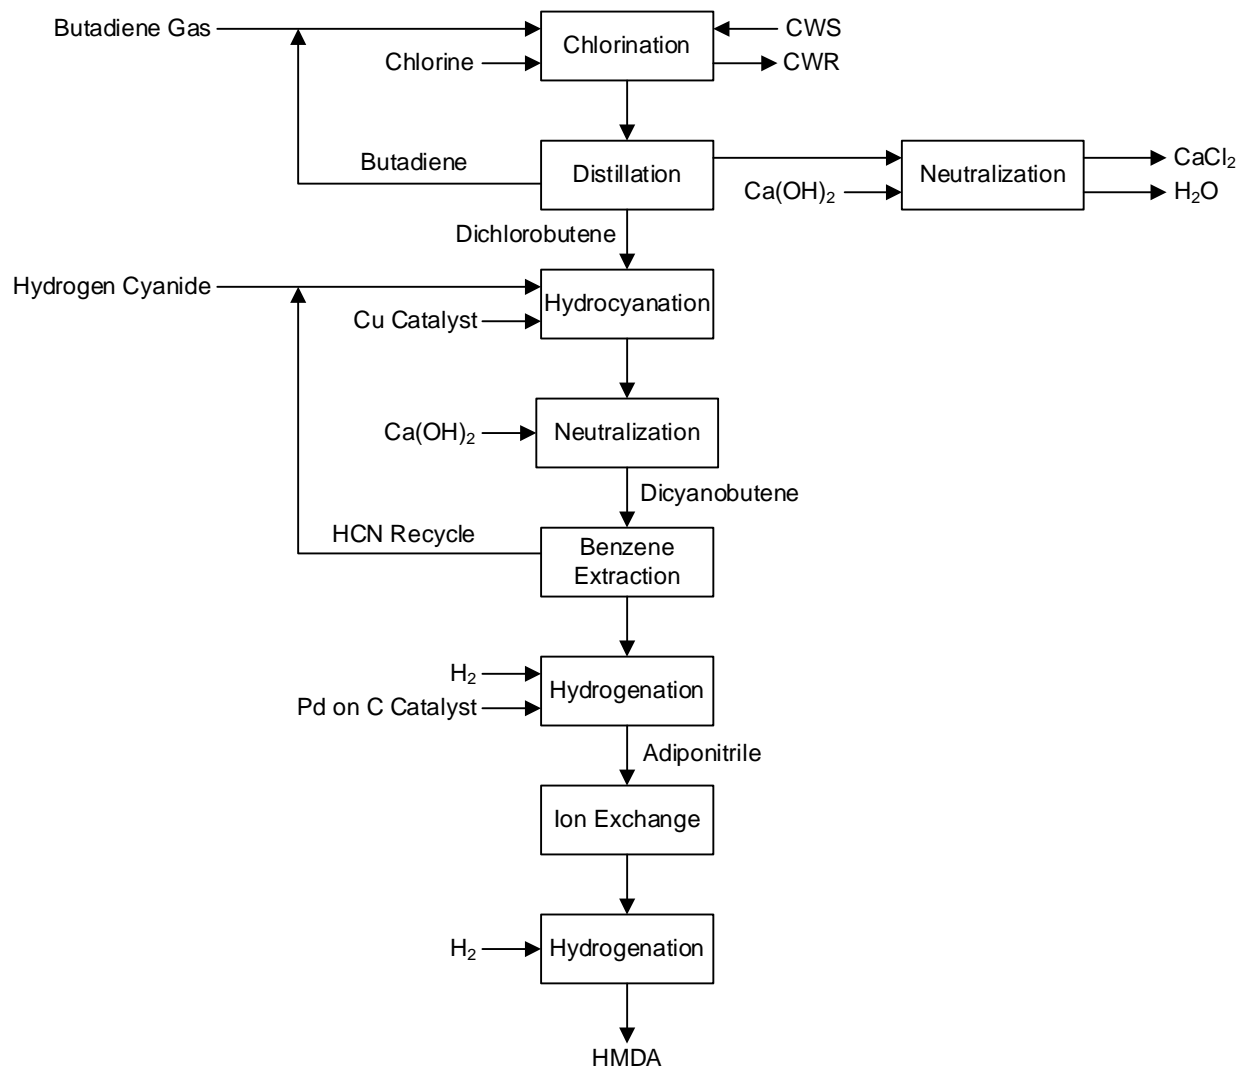 Butadiene Gas
Chlorination
CWS
Chlorine
CWR
Butadiene
Distillation
Neutralization
CaCl₂
Ca(OH)₂
H₂O
Dichlorobutene
Hydrogen Cyanide
Hydrocyanation
Cu Catalyst
Ca(OH)₂
Neutralization
Dicyanobutene
HCN Recycle
Benzene
Extraction
H₂
Hydrogenation
Pd on C Catalyst
Adiponitrile
Ion Exchange
H₂
Hydrogenation
HMDA